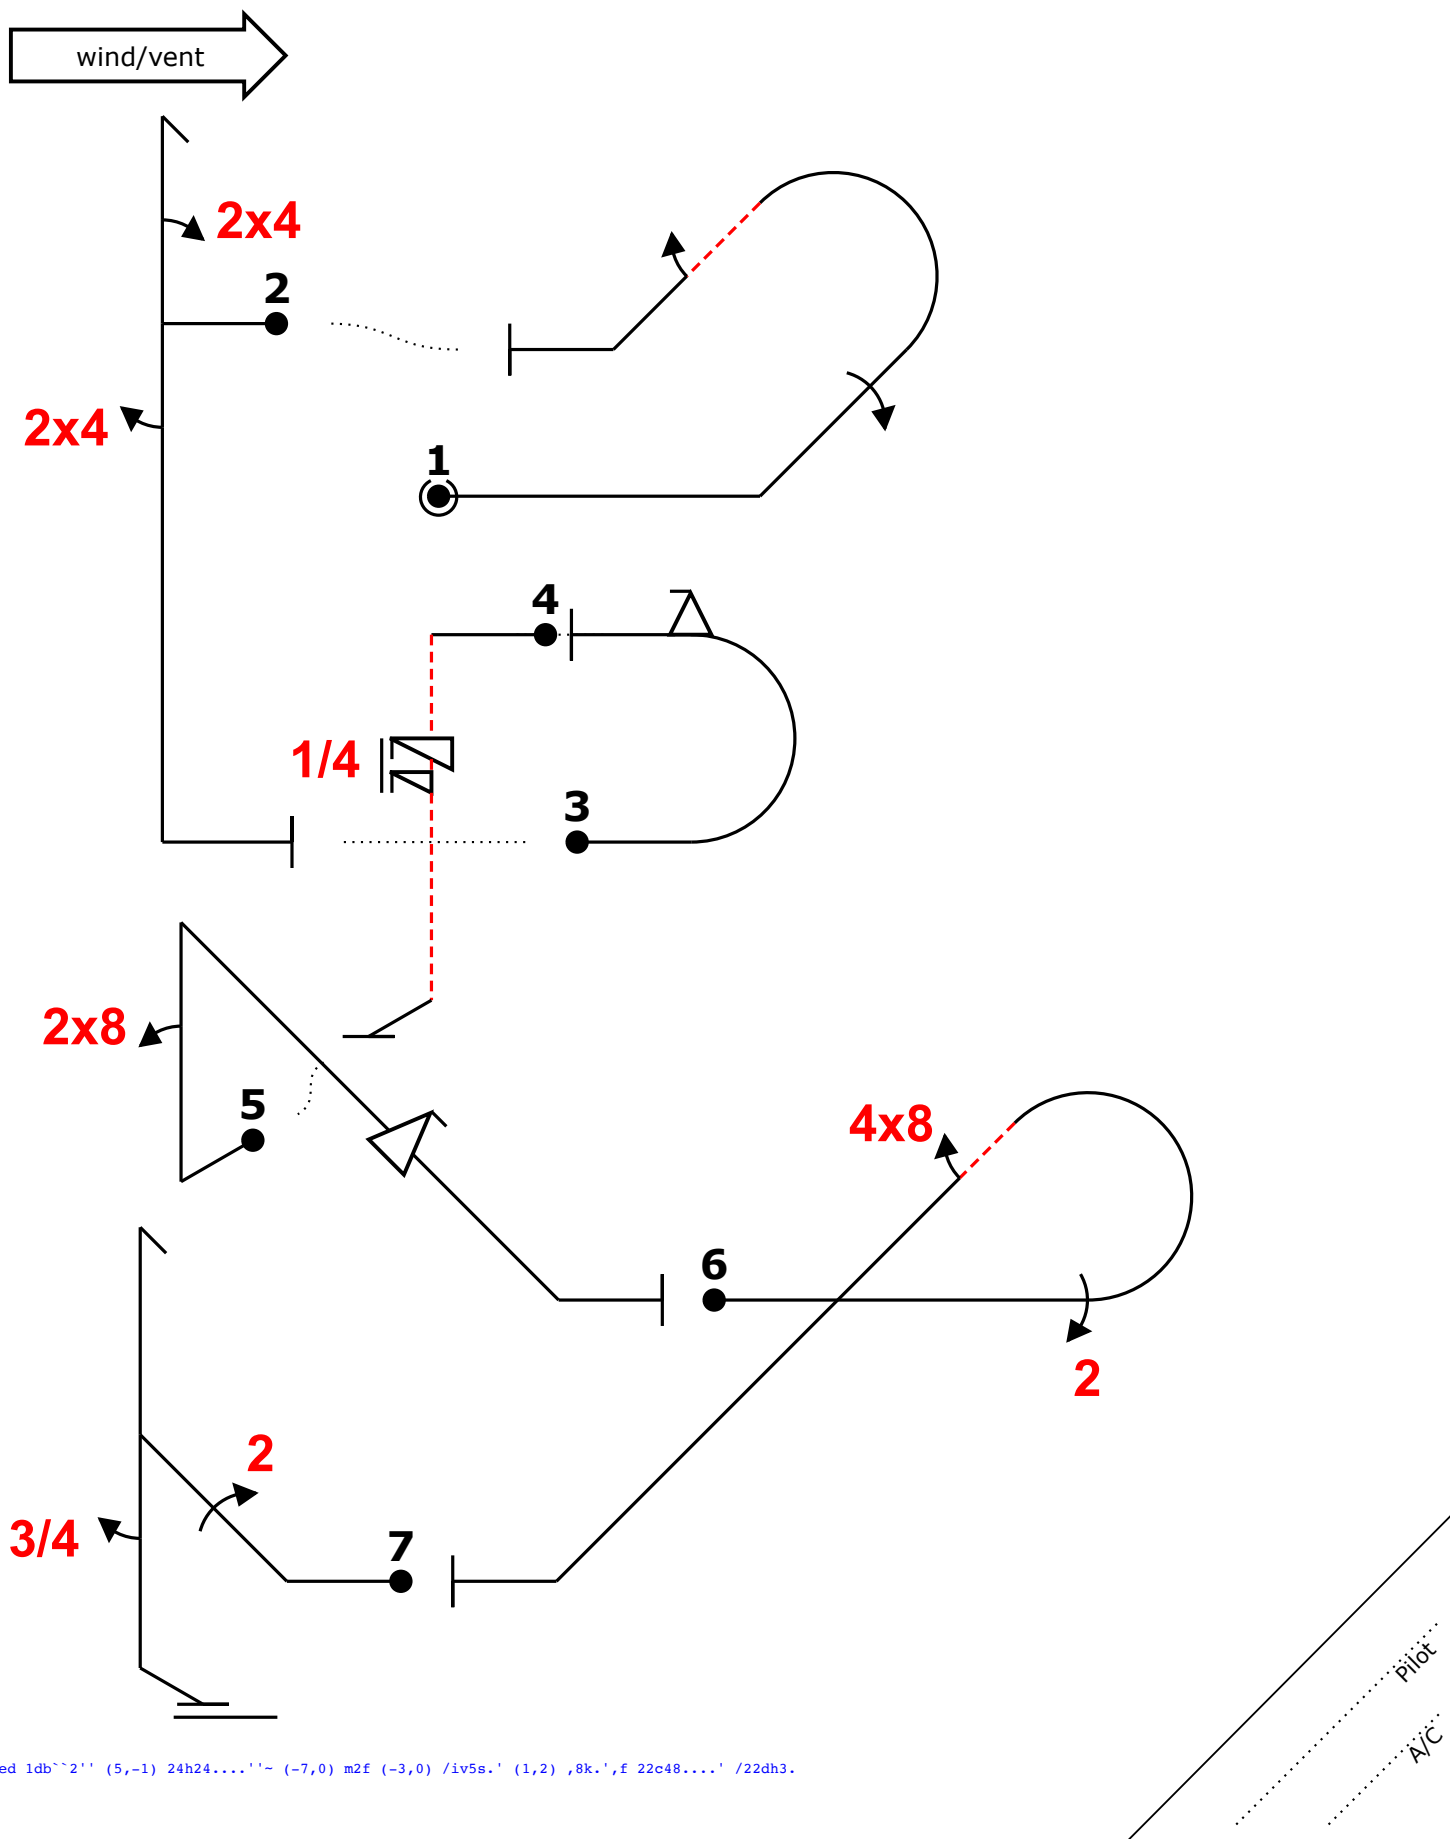 wind/vent
2x4
2
2x4
1
4
1/4
3
2x8
5
4x8
6
2
2
3/4
7
Pilot
A/C
ed 1db``2'' (5,-1) 24h24....''~ (-7,0) m2f (-3,0) /iv5s.' (1,2) ,8k.',f 22c48....' /22dh3.